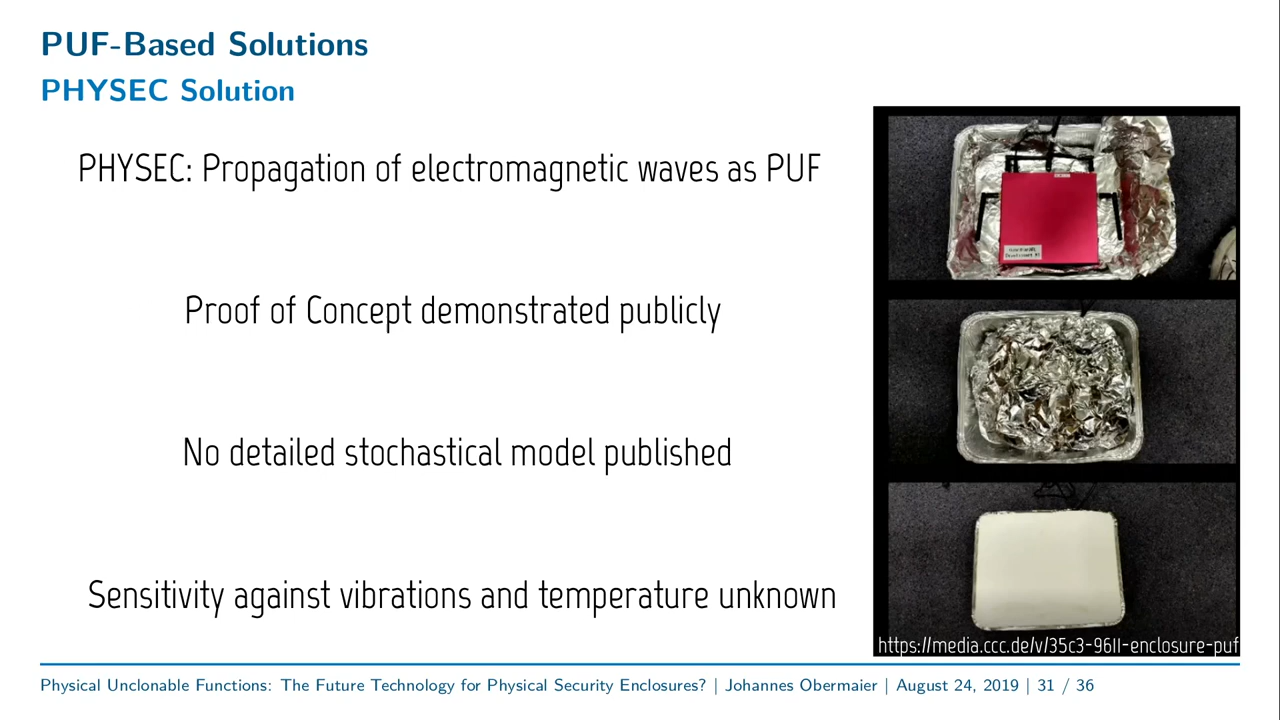 PUF-Based Solutions
PHYSEC Solution
PHYSEC: Propagation of electromagnetic waves as PUF
Proof of Concept demonstrated publicly
No detailed stochastical model published
Sensitivity against vibrations and temperature unknown
https://media.ccc.de/v/35c3-9611-enclosure-puf
Physical Unclonable Functions: The Future Technology for Physical Security Enclosures? | Johannes Obermaier | August 24, 2019 | 31 / 36